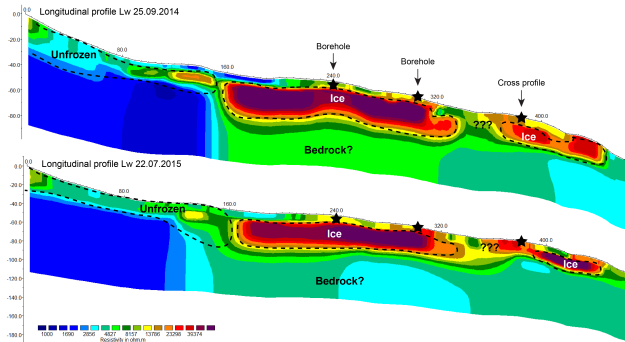 Longitudinal profile Lw 25.09.2014
0.0
0.0
Unfrozen
80.0
160.0
Borehole
240.0
Ice
Borehole
320.0
???
Cross profile
400.0
Ice
Bedrock?
-20.0
-40.0
-60.0
-80.0
Longitudinal profile Lw 22.07.2015
0.0
0.0
80.0
Unfrozen
160.0
240.0
Ice
320.0
???
400.0
Ice
Bedrock?
-20.0
-40.0
-60.0
-80.0
-100.0
-120.0
-140.0
-160.0
-180.0
1000 1690 2856 4827 8157 13786 23298 39374
Resistivity in ohm.m